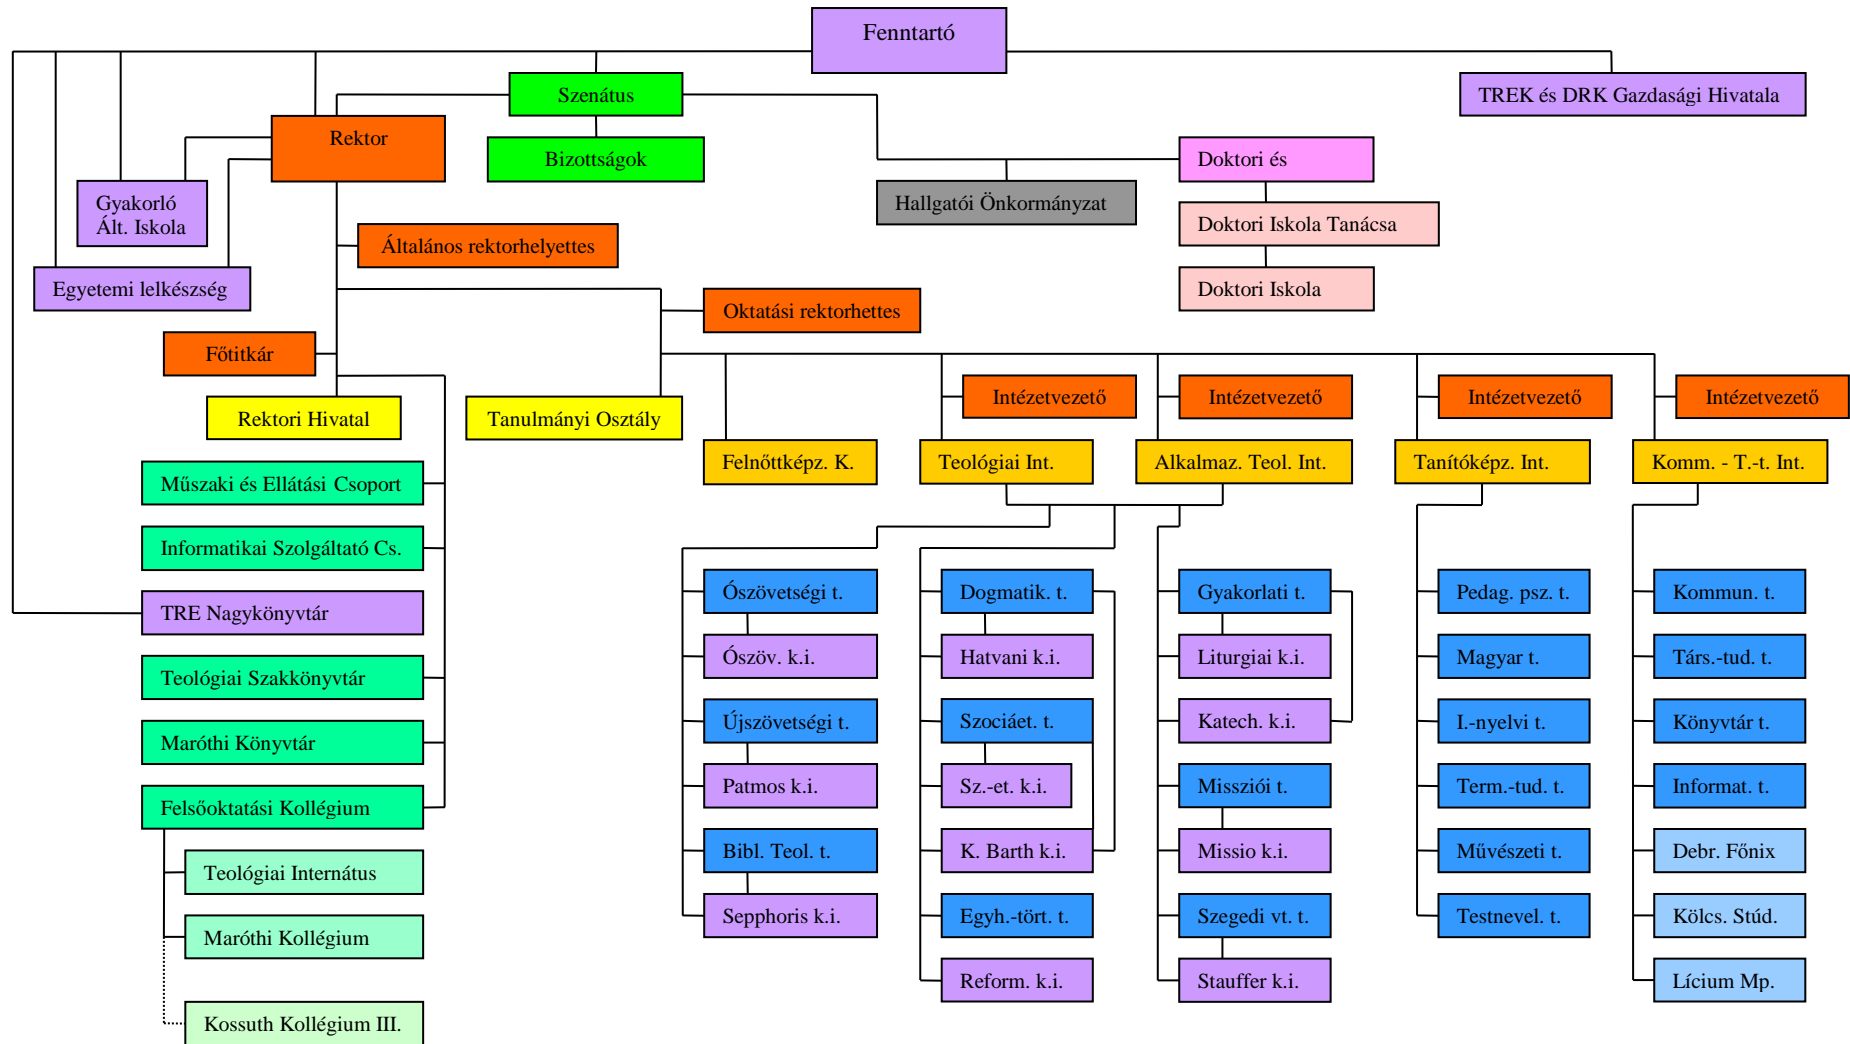 Fenntartó
Szenátus
TREK és DRK Gazdasági Hivatala
Rektor
Bizottságok
Doktori és
Gyakorló
Ált. Iskola
Hallgatói Önkormányzat
Doktori Iskola Tanácsa
Általános rektorhelyettes
Egyetemi lelkészség
Doktori Iskola
Oktatási rektorhettes
Főtitkár
Rektori Hivatal
Tanulmányi Osztály
Intézetvezető
Intézetvezető
Intézetvezető
Intézetvezető
Felnőttképz. K.
Teológiai Int.
Alkalmaz. Teol. Int.
Tanítóképz. Int.
Komm. - T.-t. Int.
Műszaki és Ellátási Csoport
Informatikai Szolgáltató Cs.
TRE Nagykönyvtár
Teológiai Szakkönyvtár
Maróthi Könyvtár
Felsőoktatási Kollégium
Teológiai Internátus
Maróthi Kollégium
Kossuth Kollégium III.
Ószövetségi t.
Ószöv. k.i.
Újszövetségi t.
Patmos k.i.
Bibl. Teol. t.
Sepphoris k.i.
Dogmatik. t.
Hatvani k.i.
Szociáet. t.
Sz.-et. k.i.
K. Barth k.i.
Egyh.-tört. t.
Reform. k.i.
Gyakorlati t.
Liturgiai k.i.
Katech. k.i.
Missziói t.
Missio k.i.
Szegedi vt. t.
Stauffer k.i.
Pedag. psz. t.
Magyar t.
I.-nyelvi t.
Term.-tud. t.
Művészeti t.
Testnevel. t.
Kommun. t.
Társ.-tud. t.
Könyvtár t.
Informat. t.
Debr. Főnix
Kölcs. Stúd.
Lícium Mp.